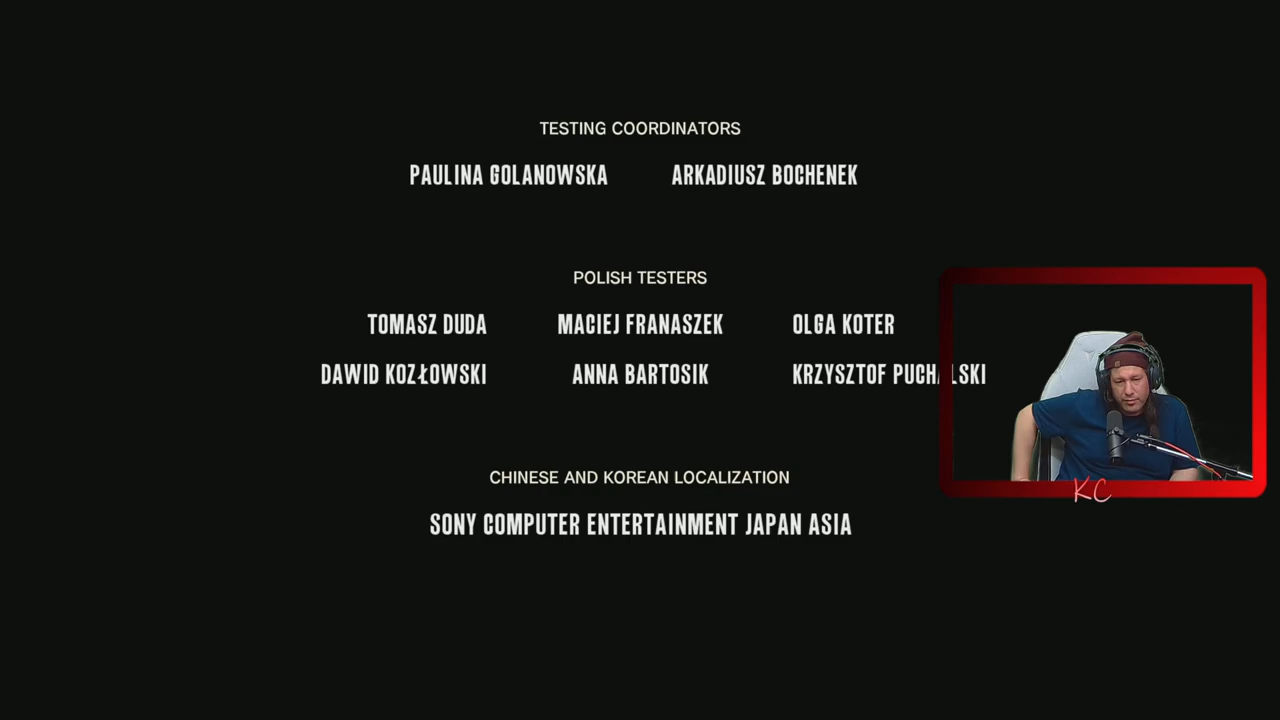 TESTING COORDINATORS
PAULINA GOLANOWSKA ARKADIUSZ BOCHENEK
POLISH TESTERS
TOMASZ DUDA MACIEJ FRANASZEK OLGA KOTER
DAWID KOZŁOWSKI ANNA BARTOSIK KRZYSZTOF PUCHALSKI
CHINESE AND KOREAN LOCALIZATION
SONY COMPUTER ENTERTAINMENT JAPAN ASIA
KC